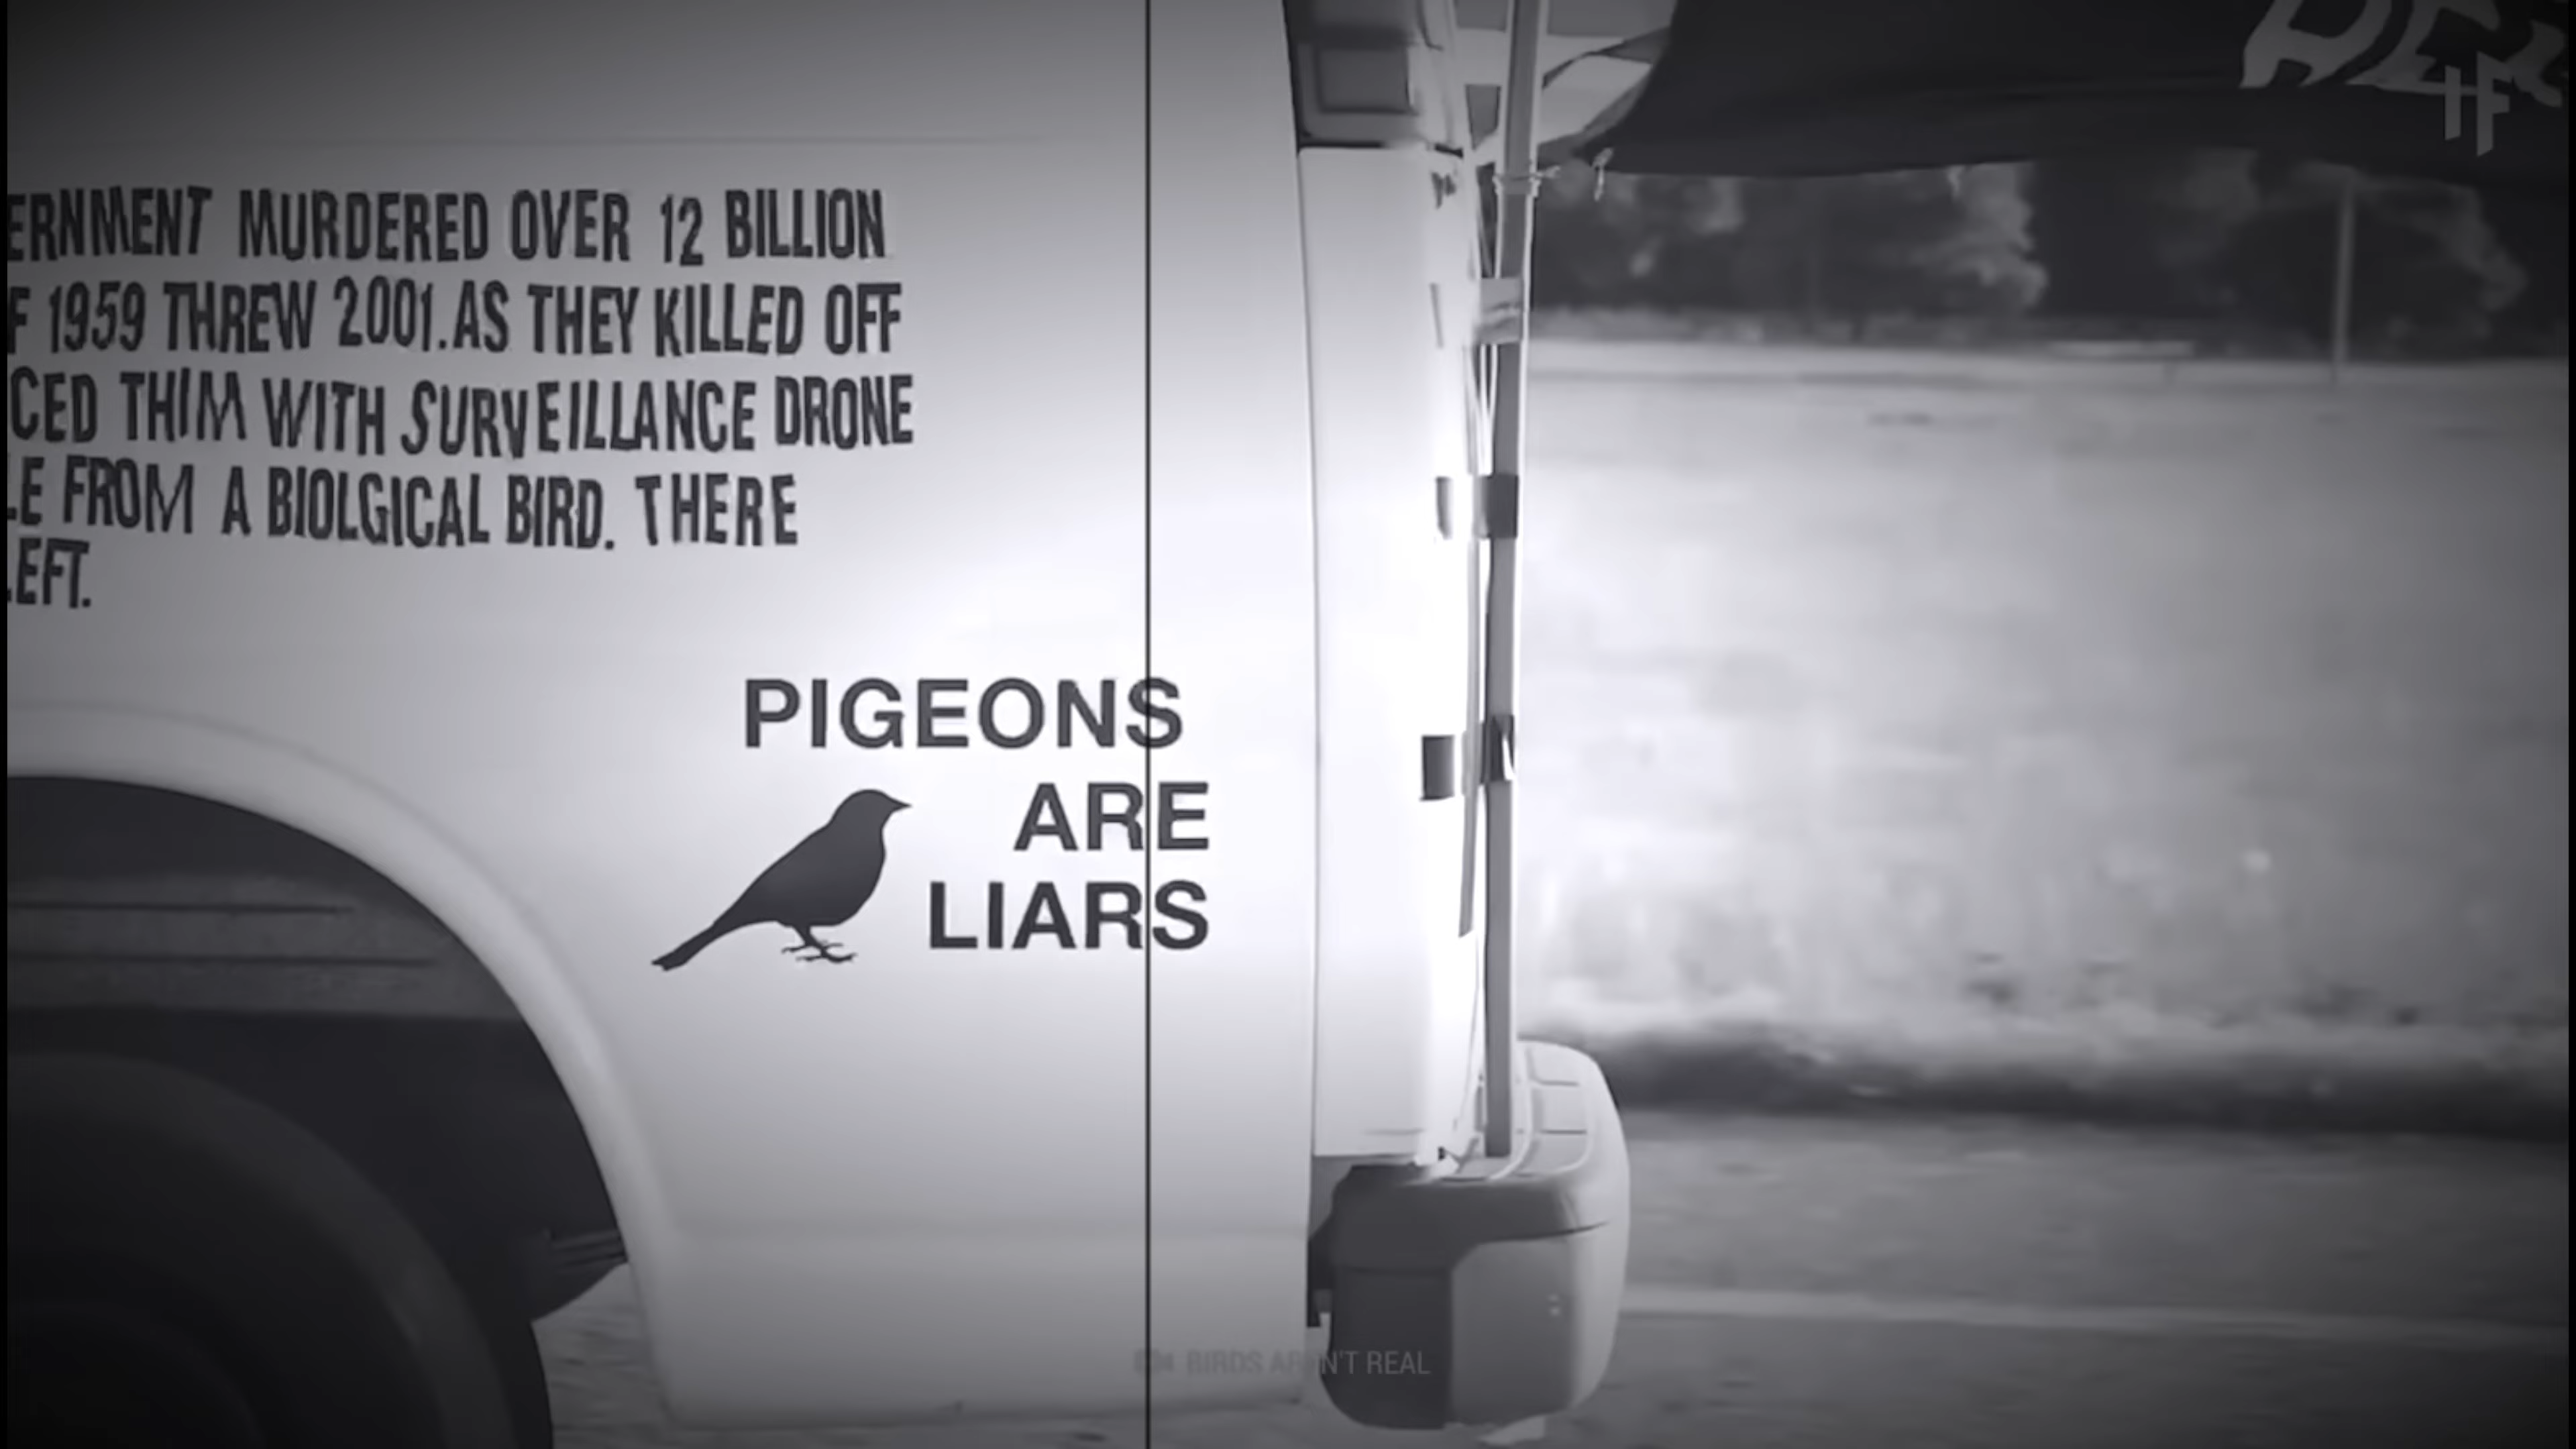 ERNMENT MURDERED OVER 12 BILLION
F 1959 THREW 2001.AS THEY KILLED OFF
CED THIM WITH SURVEILLANCE DRONE
LE FROM A BIOLGICAL BIRD. THERE
LEFT.
PIGEONS
ARE
LIARS
BIRDS AREN'T REAL